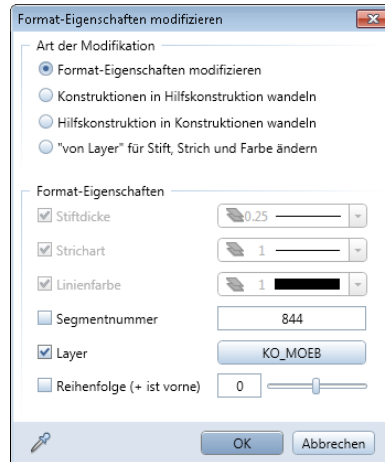 Format-Eigenschaften modifizieren
Art der Modifikation
Format-Eigenschaften modifizieren
Konstruktionen in Hilfskonstruktion wandeln
Hilfskonstruktion in Konstruktionen wandeln
"von Layer" für Stift, Strich und Farbe ändern
Format-Eigenschaften
Stiftdicke 0.25
Strichart 1
Linienfarbe 1
Segmentnummer 844
Layer KO_MOEB
Reihenfolge (+ ist vorne) 0
OK Abbrechen